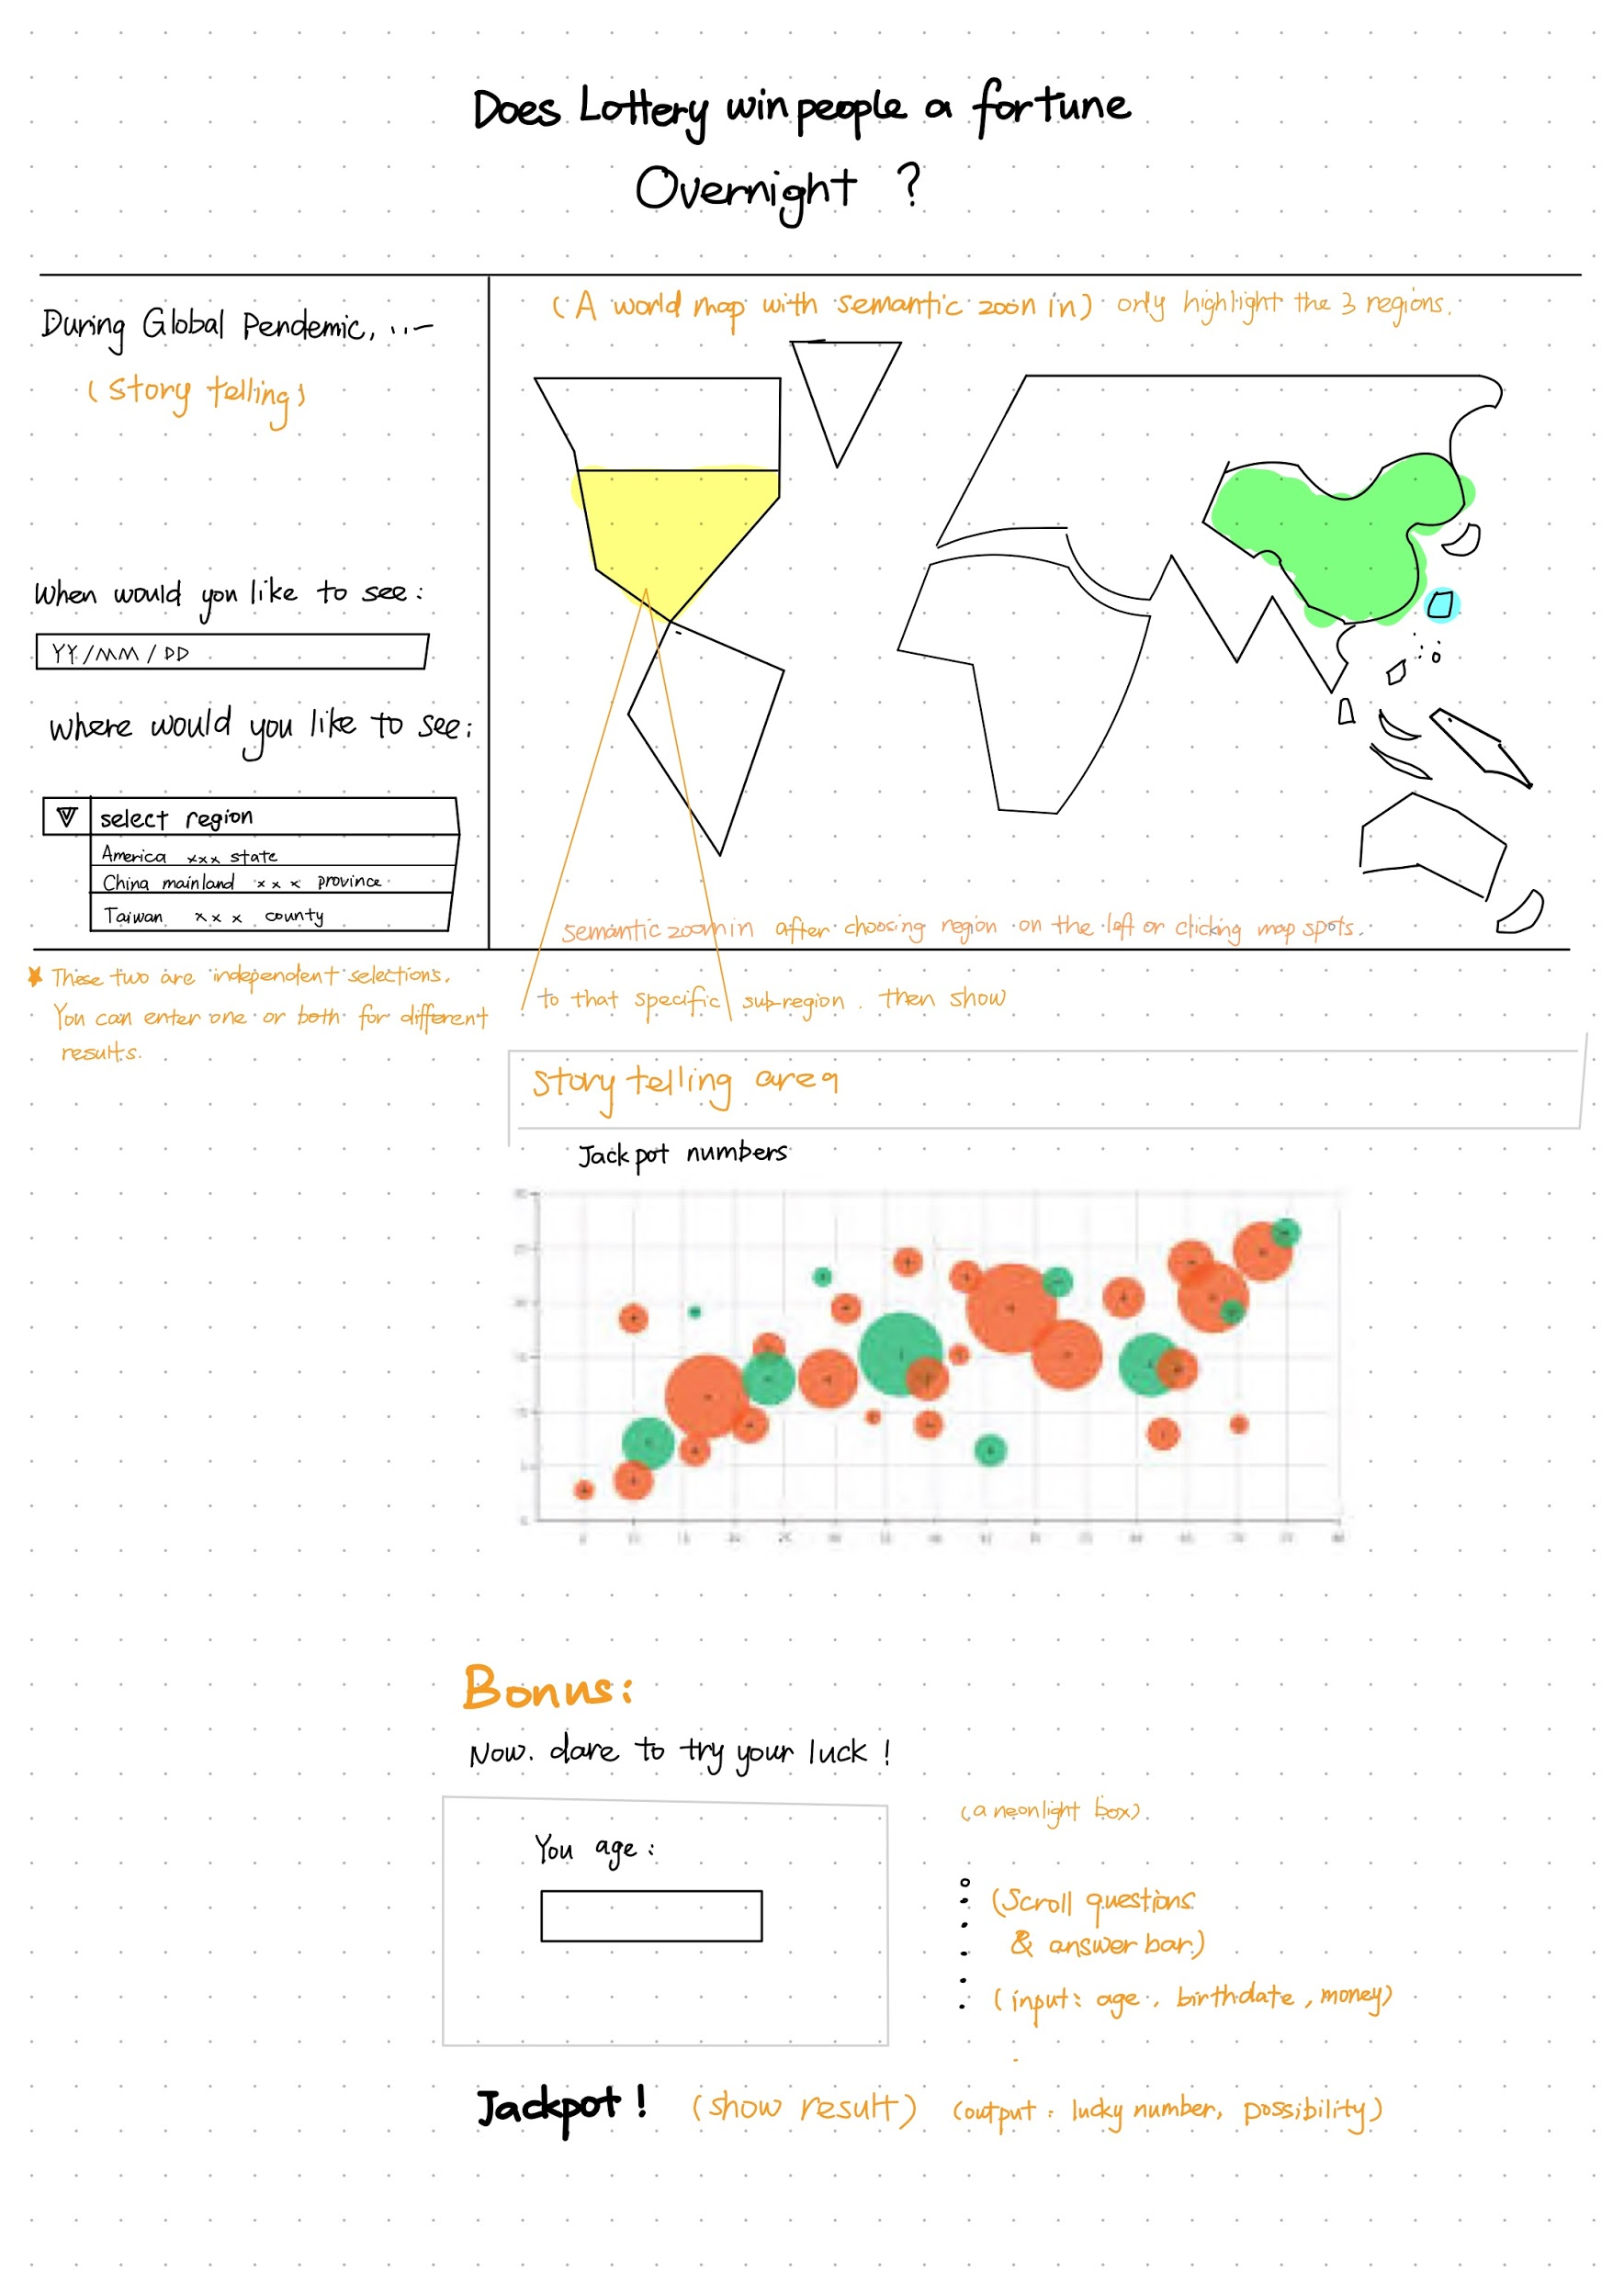 Does Lottery win people a fortune
Overnight ?
During Global Pendemic, ...
(Story telling)
When would you like to see:
YY/MM/DD
where would you like to see:
select region
America xxx state
China mainland x x x province
Taiwan x x x county
(A world map with semantic zoon in) only highlight the 3 regions.
semantic zoom in after choosing region on the left or clicking map spots.
to that specific sub-region. then show
These two are independent selections.
You can enter one or both for different
results.
Story telling area
Jackpot numbers
Bonus:
Now. dare to try your luck !
You age :
(a neonlight box)
(Scroll questions
& answer bar)
(input: age, birthdate, money)
Jackpot! (show result) (output: lucky number, possibility)